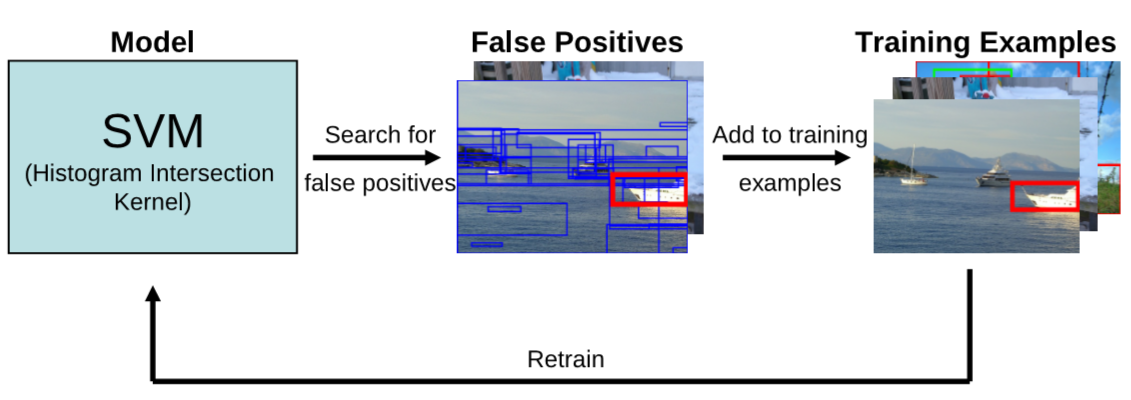 Model
SVM
(Histogram Intersection
Kernel)
Search for
false positives
False Positives
Add to training
examples
Training Examples
Retrain